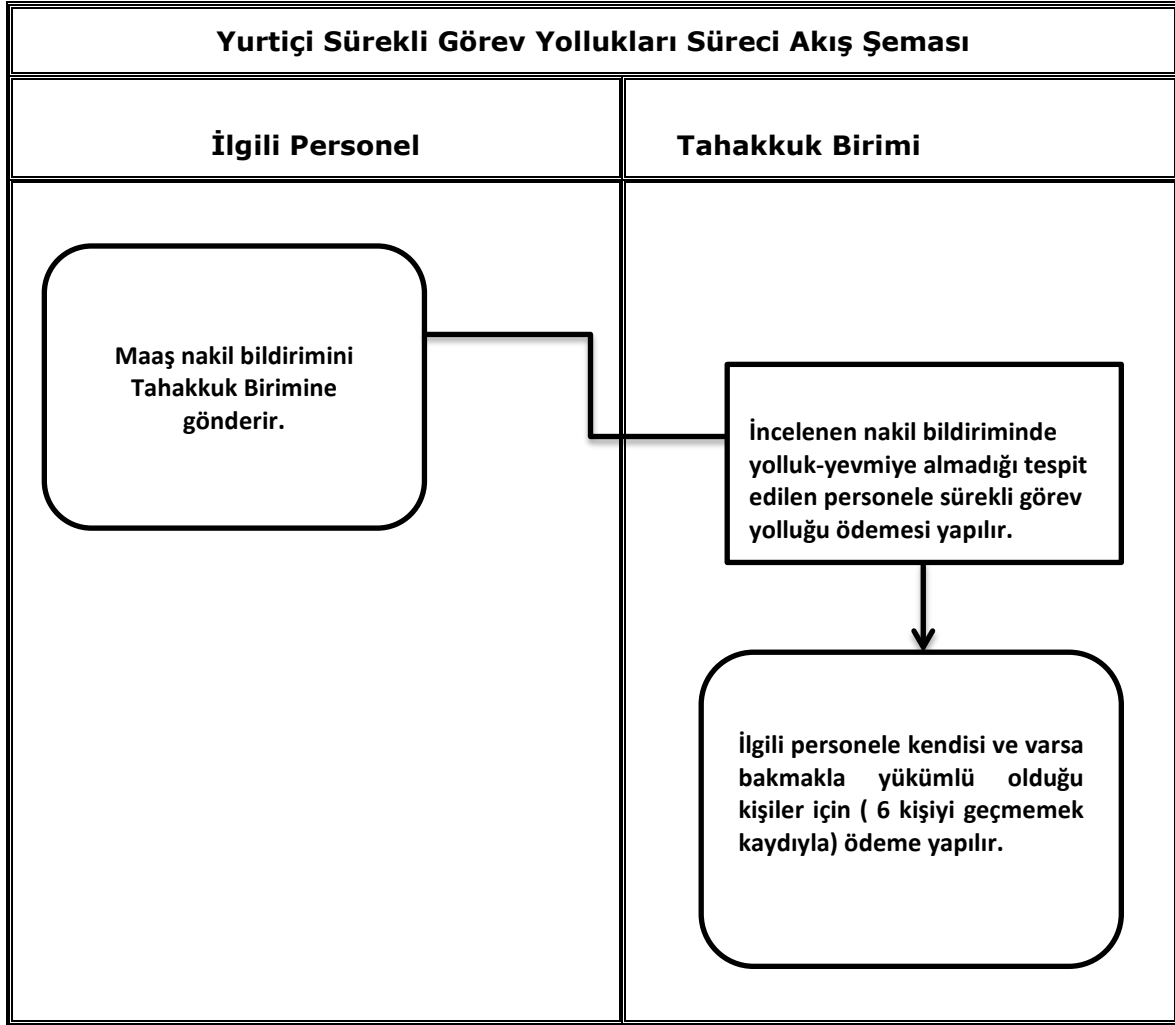 Yurtiçi Sürekli Görev Yollukları Süreci Akış Şeması
İlgili Personel
Tahakkuk Birimi
Maaş nakil bildirimini
Tahakkuk Birimine
gönderir.
İncelenen nakil bildiriminde
yolluk-yevmiye almadığı tespit
edilen personele sürekli görev
yolluğu ödemesi yapılır.
İlgili personele kendisi ve varsa
bakmakla yükümlü olduğu
kişiler için ( 6 kişiyi geçmemek
kaydıyla) ödeme yapılır.